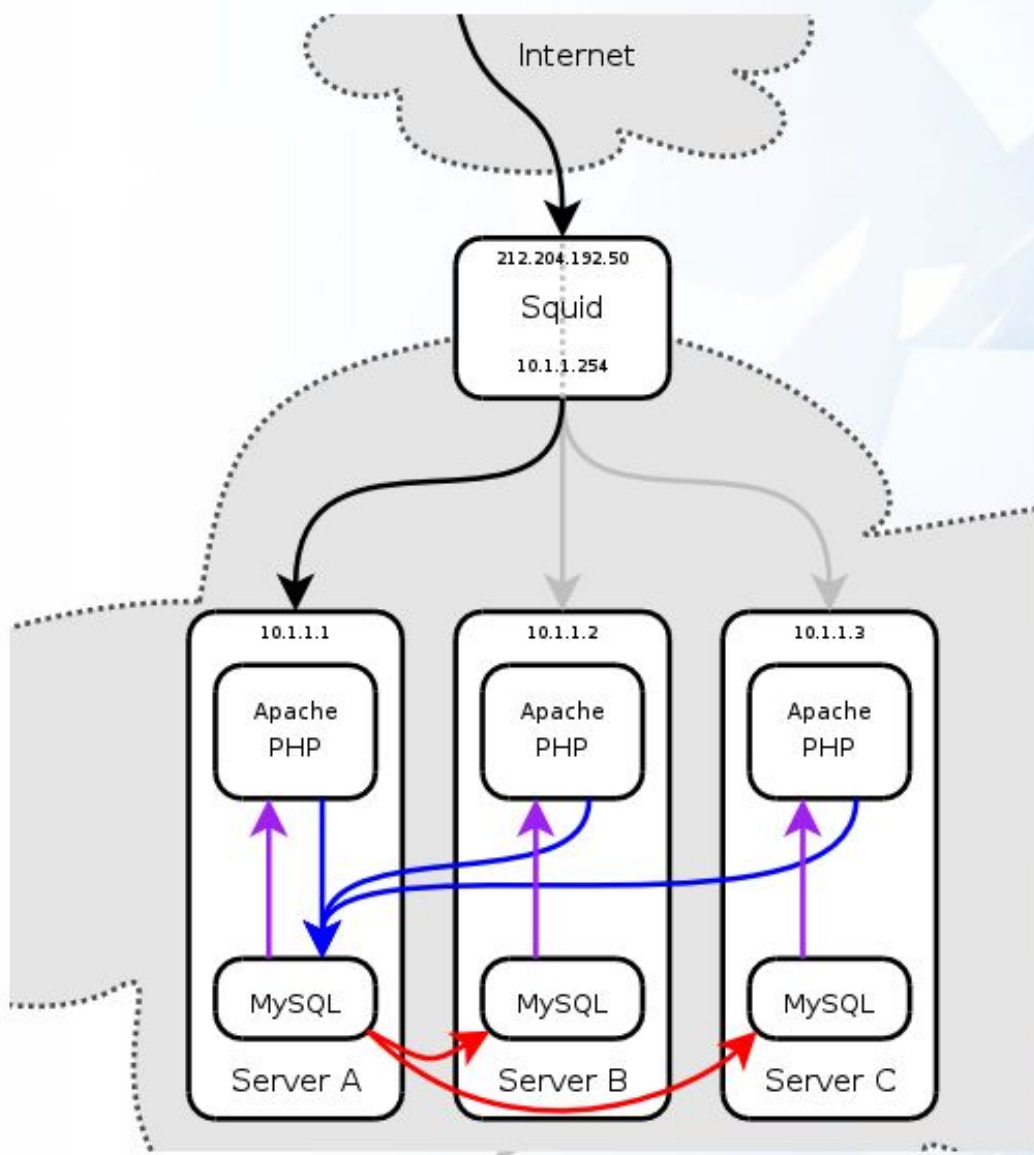 Internet
212.204.192.50
Squid
10.1.1.254
10.1.1.1
Apache
PHP
MySQL
Server A
10.1.1.2
Apache
PHP
MySQL
Server B
10.1.1.3
Apache
PHP
MySQL
Server C